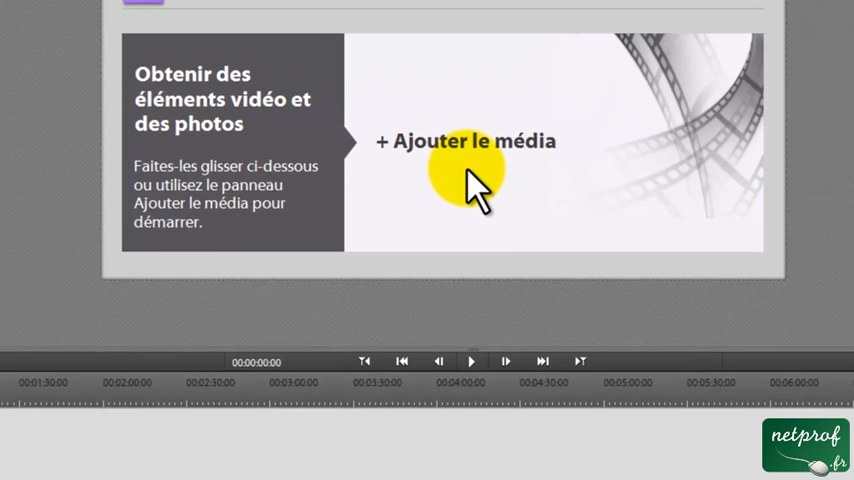 Obtenir des
éléments vidéo et
des photos
Faites-les glisser ci-dessous
ou utilisez le panneau
Ajouter le média pour
démarrer.
+ Ajouter le média
00:00:00:00
00:01:30:00 00:02:00:00 00:02:30:00 00:03:00:00 00:03:30:00 00:04:00:00 00:04:30:00 00:05:00:00 00:05:30:00 00:06:00:00
netprof
.fr